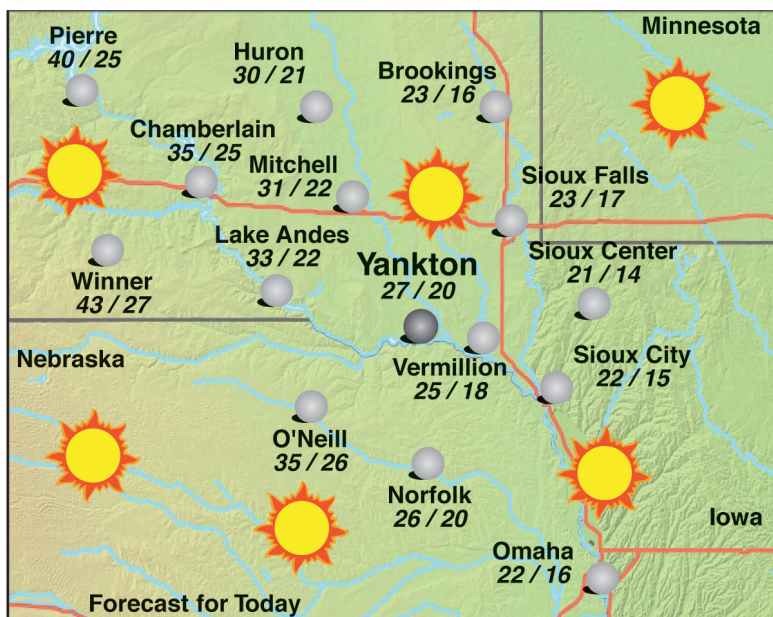 Minnesota
Pierre
40 / 25
Huron
30 / 21
Brookings
23 / 16
Chamberlain
35 / 25
Mitchell
31 / 22
Sioux Falls
23 / 17
Lake Andes
33 / 22
Yankton
27 / 20
Sioux Center
21 / 14
Winner
43 / 27
Nebraska
Vermillion
25 / 18
Sioux City
22 / 15
O'Neill
35 / 26
Norfolk
26 / 20
Iowa
Omaha
22 / 16
Forecast for Today